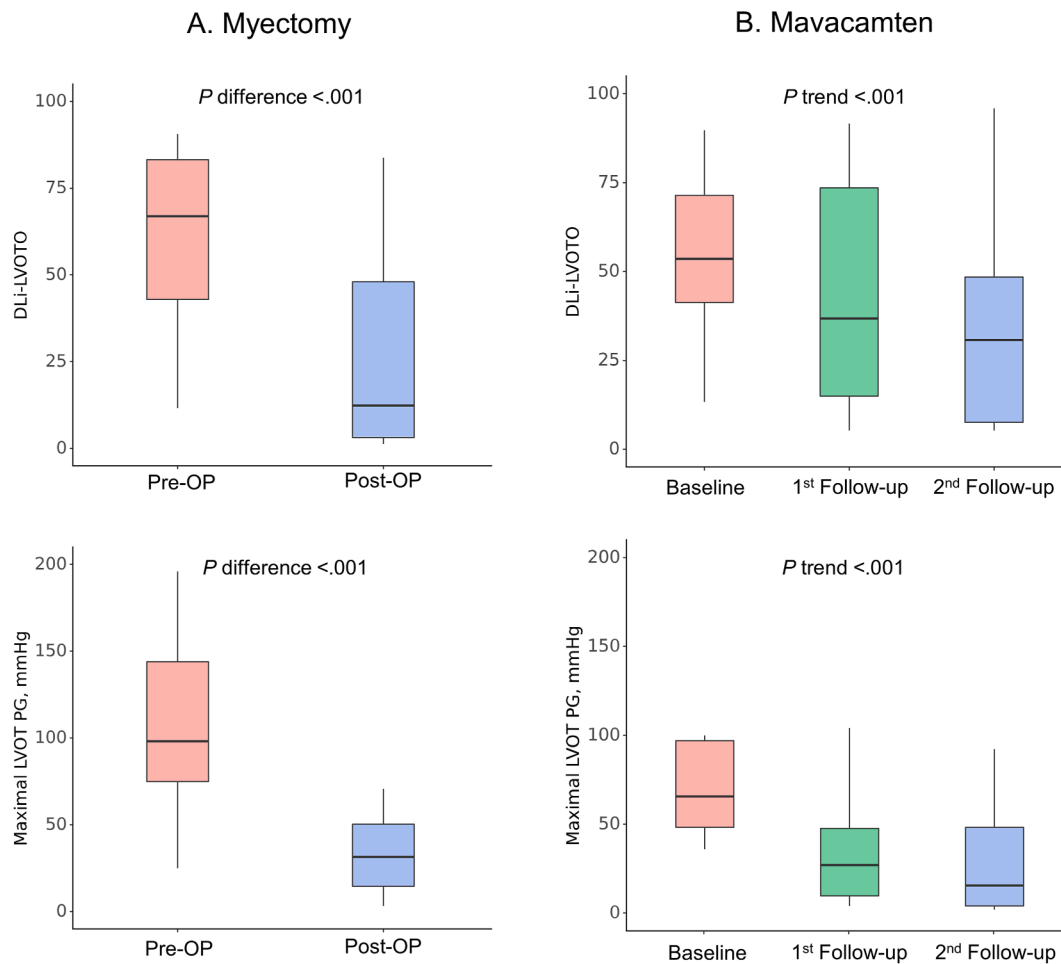 A. Myectomy
B. Mavacamten
P difference <.001
100
75
50
25
0
DLi-LVOTO
Pre-OP
Post-OP
P trend <.001
100
75
50
25
0
DLi-LVOTO
Baseline
1st Follow-up
2nd Follow-up
P difference <.001
200
150
100
50
0
Maximal LVOT PG, mmHg
Pre-OP
Post-OP
P trend <.001
200
150
100
50
0
Maximal LVOT PG, mmHg
Baseline
1st Follow-up
2nd Follow-up